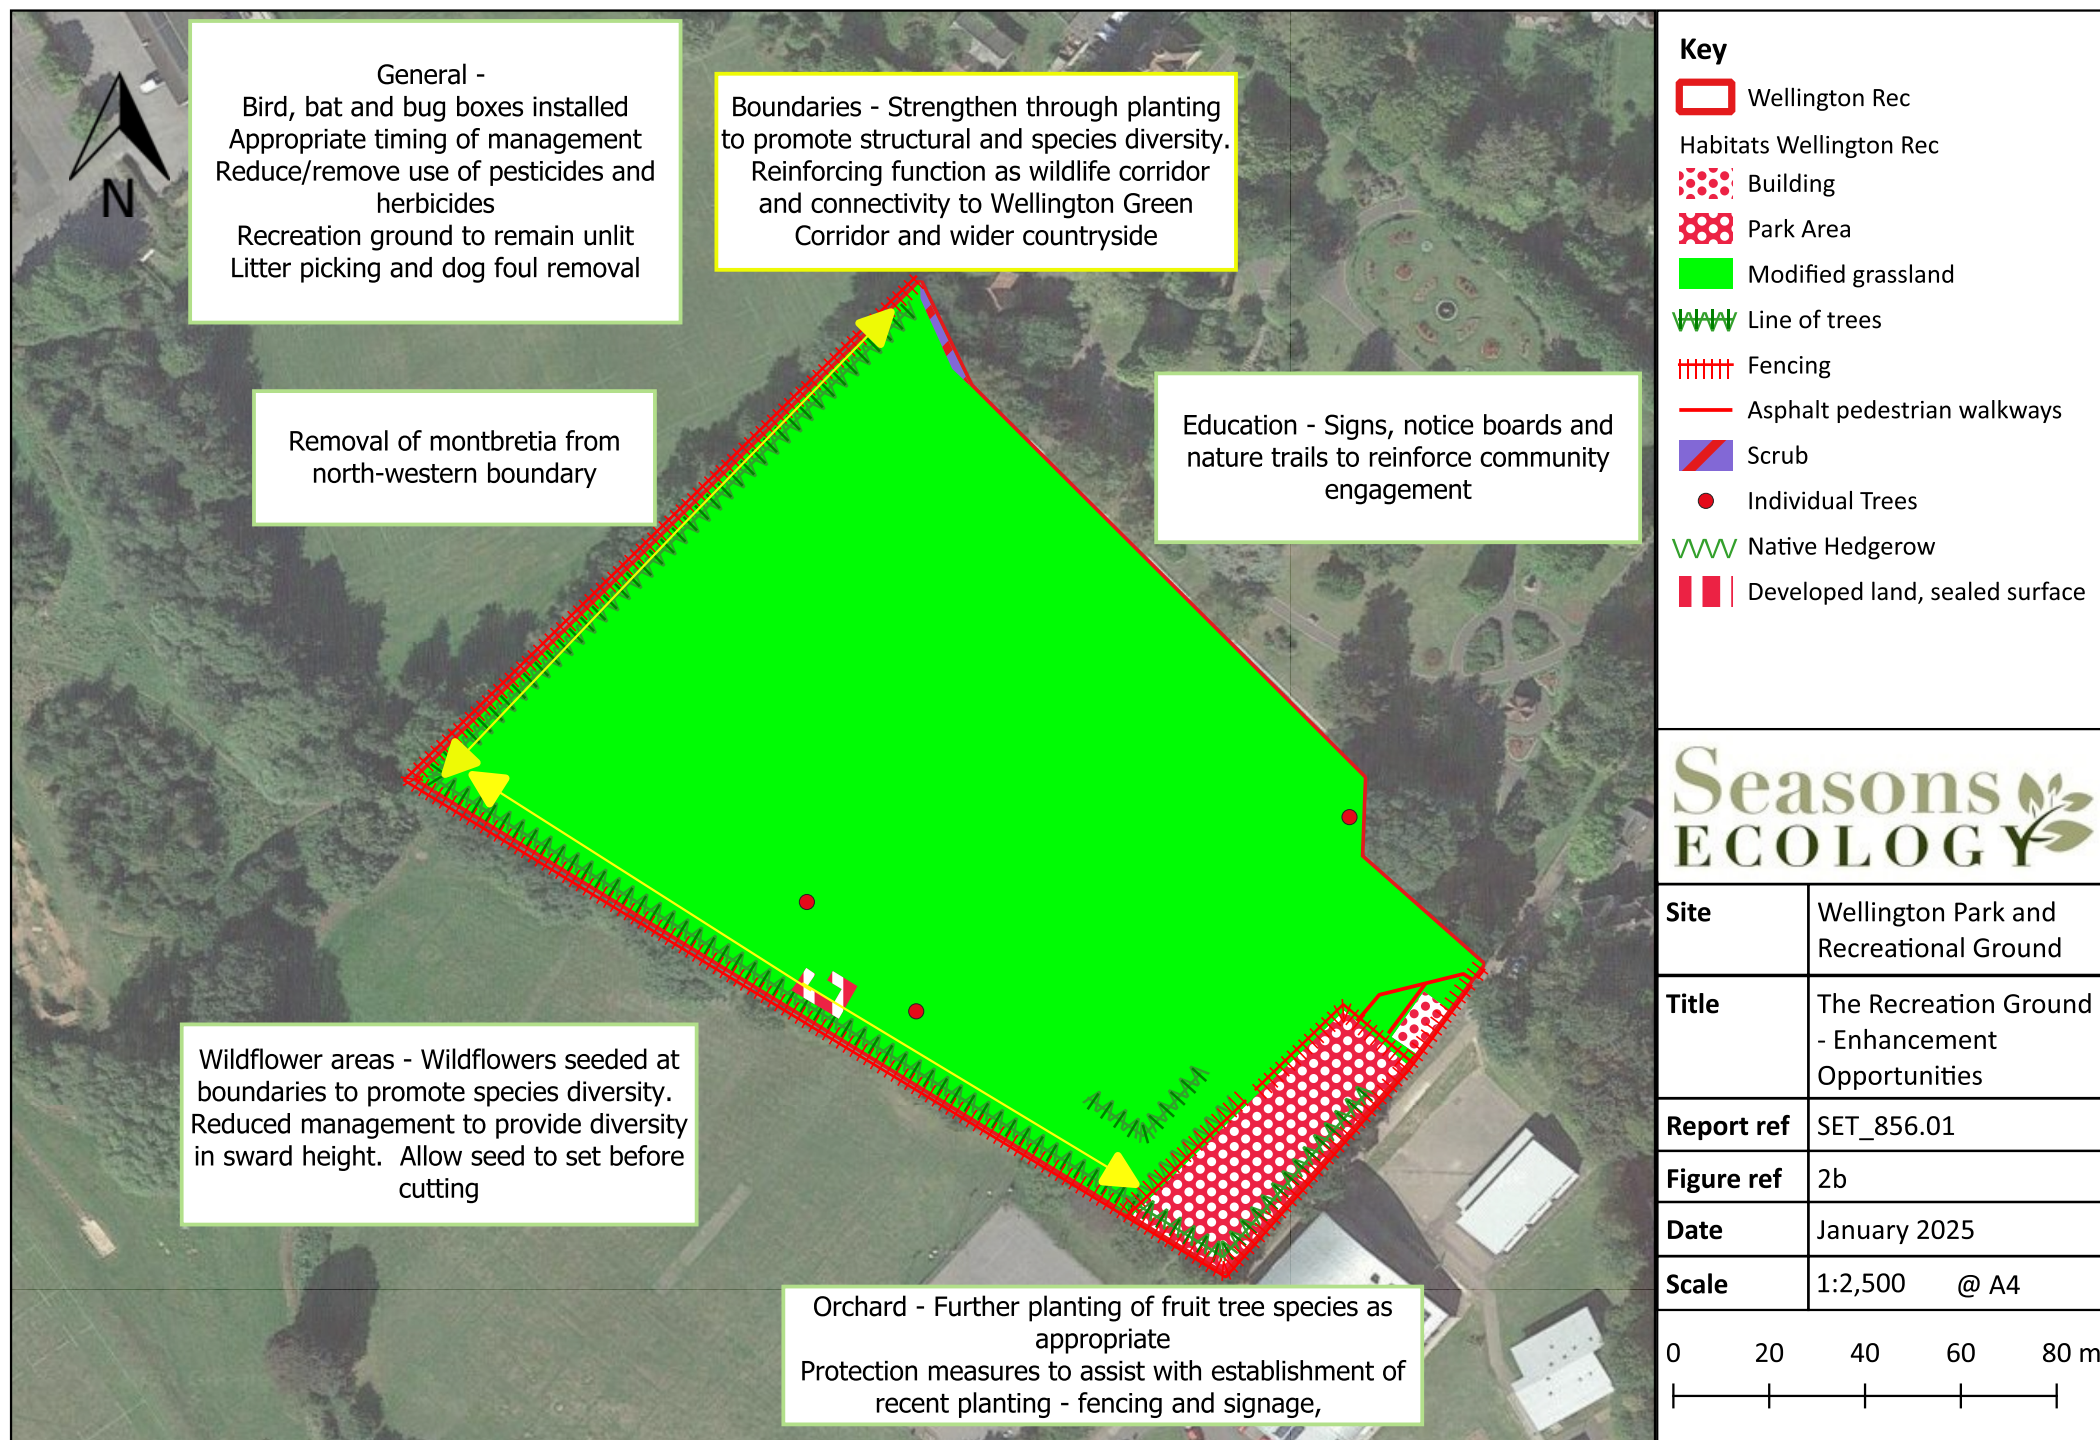 General -
Bird, bat and bug boxes installed
Appropriate timing of management
Reduce/remove use of pesticides and
herbicides
Recreation ground to remain unlit
Litter picking and dog foul removal
Boundaries - Strengthen through planting
to promote structural and species diversity.
Reinforcing function as wildlife corridor
and connectivity to Wellington Green
Corridor and wider countryside
N
Removal of montbretia from
north-western boundary
Education - Signs, notice boards and
nature trails to reinforce community
engagement
Wildflower areas - Wildflowers seeded at
boundaries to promote species diversity.
Reduced management to provide diversity
in sward height.  Allow seed to set before
cutting
Orchard - Further planting of fruit tree species as
appropriate
Protection measures to assist with establishment of
recent planting - fencing and signage,
Key
Wellington Rec
Habitats Wellington Rec
Building
Park Area
Modified grassland
Line of trees
Fencing
Asphalt pedestrian walkways
Scrub
Individual Trees
Native Hedgerow
Developed land, sealed surface
Seasons
ECOLOGY
Site Wellington Park and
Recreational Ground
Title The Recreation Ground
- Enhancement
Opportunities
Report ref SET_856.01
Figure ref 2b
Date January 2025
Scale 1:2,500 @ A4
0 20 40 60 80 m